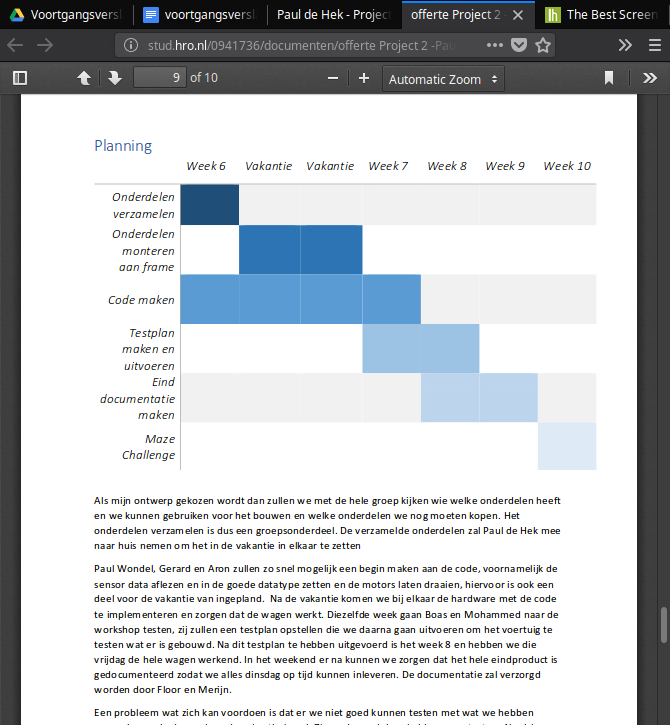 Voortgangsversl
voortgangsversl
Paul de Hek - Project
offerte Project 2 -
The Best Screen
stud.hro.nl/0941736/documenten/offerte Project 2 -Pau
9 of 10
Automatic Zoom
Planning
Week 6 Vakantie Vakantie Week 7 Week 8 Week 9 Week 10
Onderdelen
verzamelen
Onderdelen
monteren
aan frame
Code maken
Testplan
maken en
uitvoeren
Eind
documentatie
maken
Maze
Challenge
Als mijn ontwerp gekozen wordt dan zullen we met de hele groep kijken wie welke onderdelen heeft
en we kunnen gebruiken voor het bouwen en welke onderdelen we nog moeten kopen. Het
onderdelen verzamelen is dus een groepsonderdeel. De verzamelde onderdelen zal Paul de Hek mee
naar huis nemen om het in de vakantie in elkaar te zetten
Paul Wondel, Gerard en Aron zullen zo snel mogelijk een begin maken aan de code, voornamelijk de
sensor data aflezen en in de goede datatype zetten en de motors laten draaien, hiervoor is ook een
deel voor de vakantie van ingepland. Na de vakantie komen we bij elkaar de hardware met de code
te implementeren en zorgen dat de wagen werkt. Diezelfde week gaan Boas en Mohammed naar de
workshop testen, zij zullen een testplan opstellen die we daarna gaan uitvoeren om het voertuig te
testen wat er is gebouwd. Na dit testplan te hebben uitgevoerd is het week 8 en hebben we die
vrijdag de hele wagen werkend. In het weekend er na kunnen we zorgen dat het hele eindproduct is
gedocumenteerd zodat we alles dinsdag op tijd kunnen inleveren. De documentatie zal verzorgd
worden door Floor en Merijn.
Een probleem wat zich kan voordoen is dat er we niet goed kunnen testen met wat we hebben